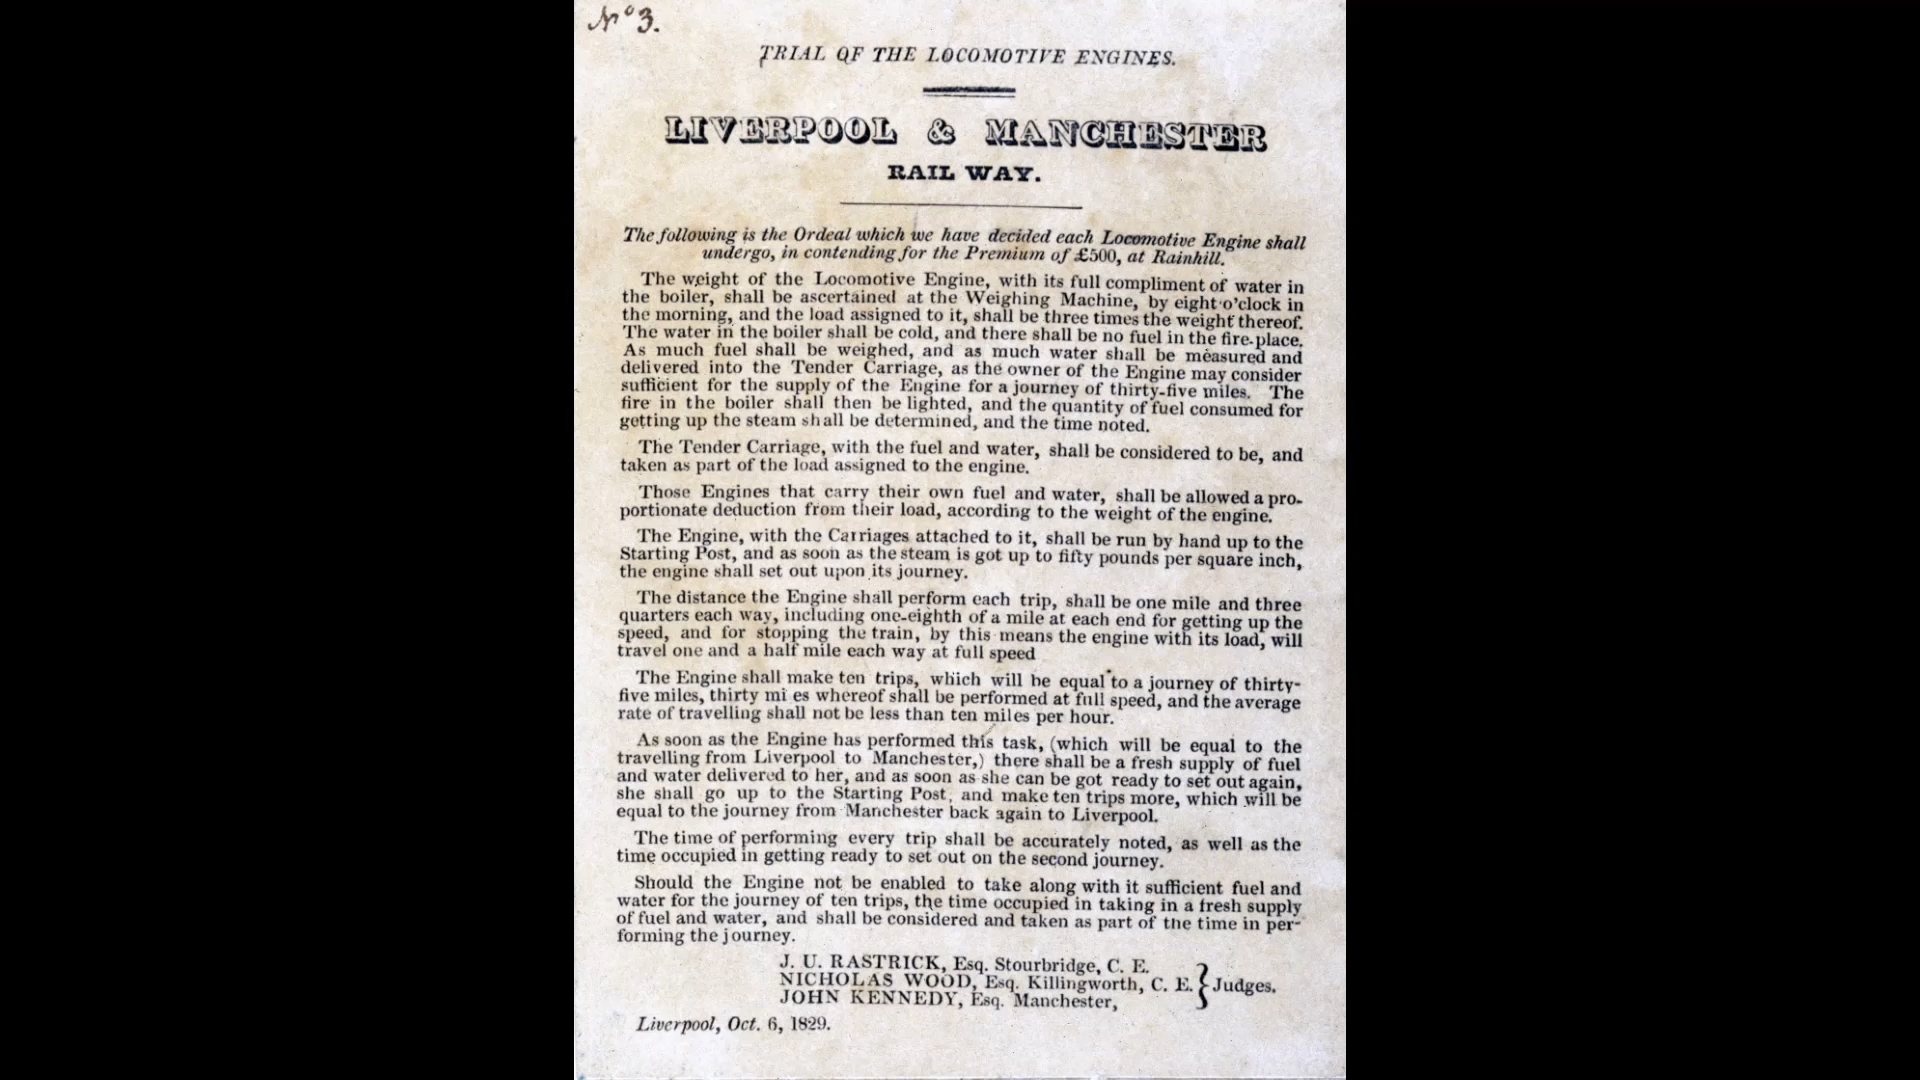 No 3.
TRIAL OF THE LOCOMOTIVE ENGINES.
LIVERPOOL & MANCHESTER
RAIL WAY.
The following is the Ordeal which we have decided each Locomotive Engine shall
undergo, in contending for the Premium of £500, at Rainhill.
The weight of the Locomotive Engine, with its full compliment of water in
the boiler, shall be ascertained at the Weighing Machine, by eight o'clock in
the morning, and the load assigned to it, shall be three times the weight thereof.
The water in the boiler shall be cold, and there shall be no fuel in the fire-place.
As much fuel shall be weighed, and as much water shall be measured and
delivered into the Tender Carriage, as the owner of the Engine may consider
sufficient for the supply of the Engine for a journey of thirty-five miles. The
fire in the boiler shall then be lighted, and the quantity of fuel consumed for
getting up the steam shall be determined, and the time noted.
The Tender Carriage, with the fuel and water, shall be considered to be, and
taken as part of the load assigned to the engine.
Those Engines that carry their own fuel and water, shall be allowed a pro-
portionate deduction from their load, according to the weight of the engine.
The Engine, with the Carriages attached to it, shall be run by hand up to the
Starting Post, and as soon as the steam is got up to fifty pounds per square inch,
the engine shall set out upon its journey.
The distance the Engine shall perform each trip, shall be one mile and three
quarters each way, including one-eighth of a mile at each end for getting up the
speed, and for stopping the train, by this means the engine with its load, will
travel one and a half mile each way at full speed
The Engine shall make ten trips, which will be equal to a journey of thirty-
five miles, thirty mi es whereof shall be performed at full speed, and the average
rate of travelling shall not be less than ten miles per hour.
As soon as the Engine has performed this task, (which will be equal to the
travelling from Liverpool to Manchester,) there shall be a fresh supply of fuel
and water delivered to her, and as soon as she can be got ready to set out again,
she shall go up to the Starting Post, and make ten trips more, which will be
equal to the journey from Manchester back again to Liverpool.
The time of performing every trip shall be accurately noted, as well as the
time occupied in getting ready to set out on the second journey.
Should the Engine not be enabled to take along with it sufficient fuel and
water for the journey of ten trips, the time occupied in taking in a fresh supply
of fuel and water, and shall be considered and taken as part of the time in per-
forming the journey.
J. U. RASTRICK, Esq. Stourbridge, C. E.
NICHOLAS WOOD, Esq. Killingworth, C. E. } Judges.
JOHN KENNEDY, Esq. Manchester,
Liverpool, Oct. 6, 1829.